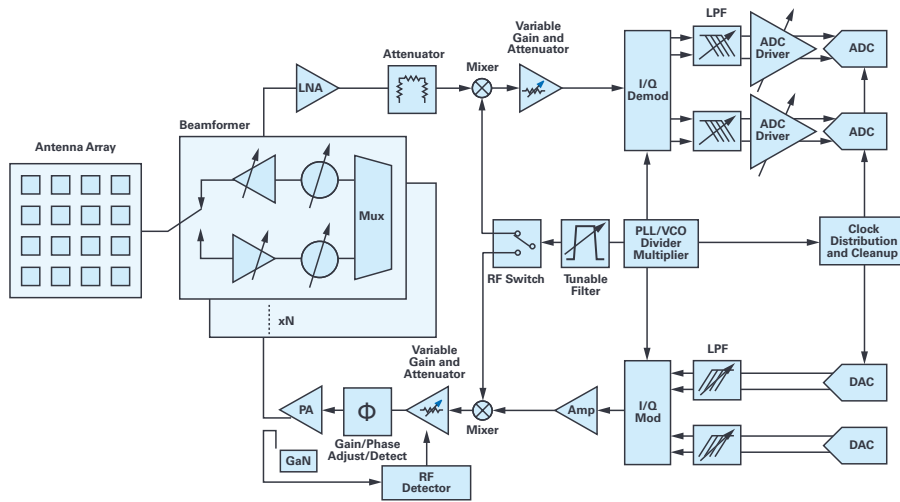 LPF
Variable
Gain and
Attenuator
Attenuator
Mixer
LNA
I/Q
Demod
ADC
Driver
ADC
ADC
Driver
ADC
Beamformer
Antenna Array
Mux
xN
RF Switch
Tunable
Filter
PLL/VCO
Divider
Multiplier
Clock
Distribution
and Cleanup
Variable
Gain and
Attenuator
LPF
PA
Φ
Gain/Phase
Adjust/Detect
Mixer
Amp
I/Q
Mod
DAC
DAC
GaN
RF
Detector